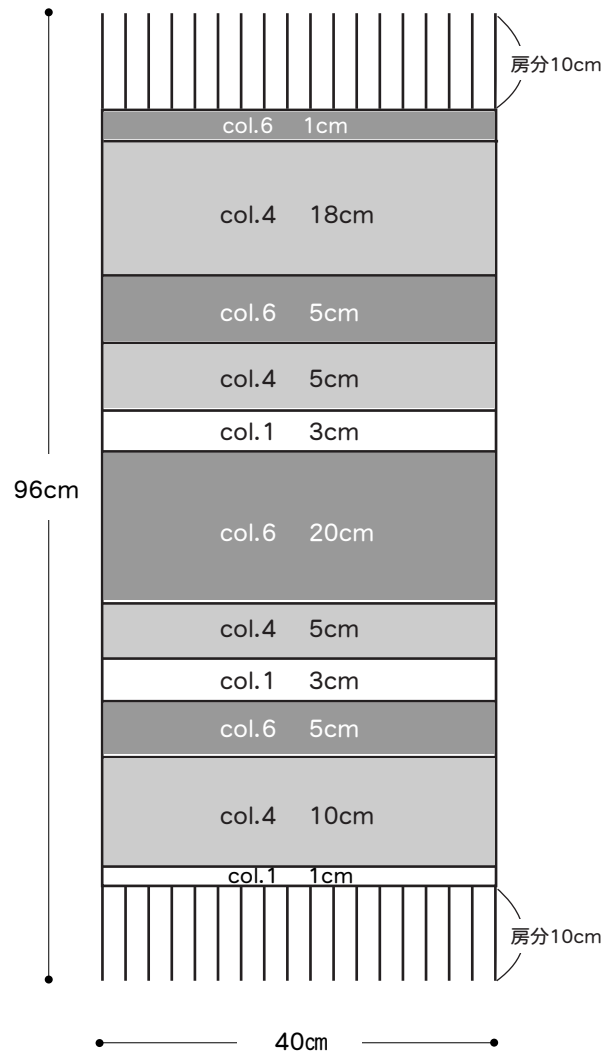 房分10cm
col.6 1cm
col.4 18cm
col.6 5cm
col.4 5cm
col.1 3cm
96cm
col.6 20cm
col.4 5cm
col.1 3cm
col.6 5cm
col.4 10cm
col.1 1cm
房分10cm
40㎝